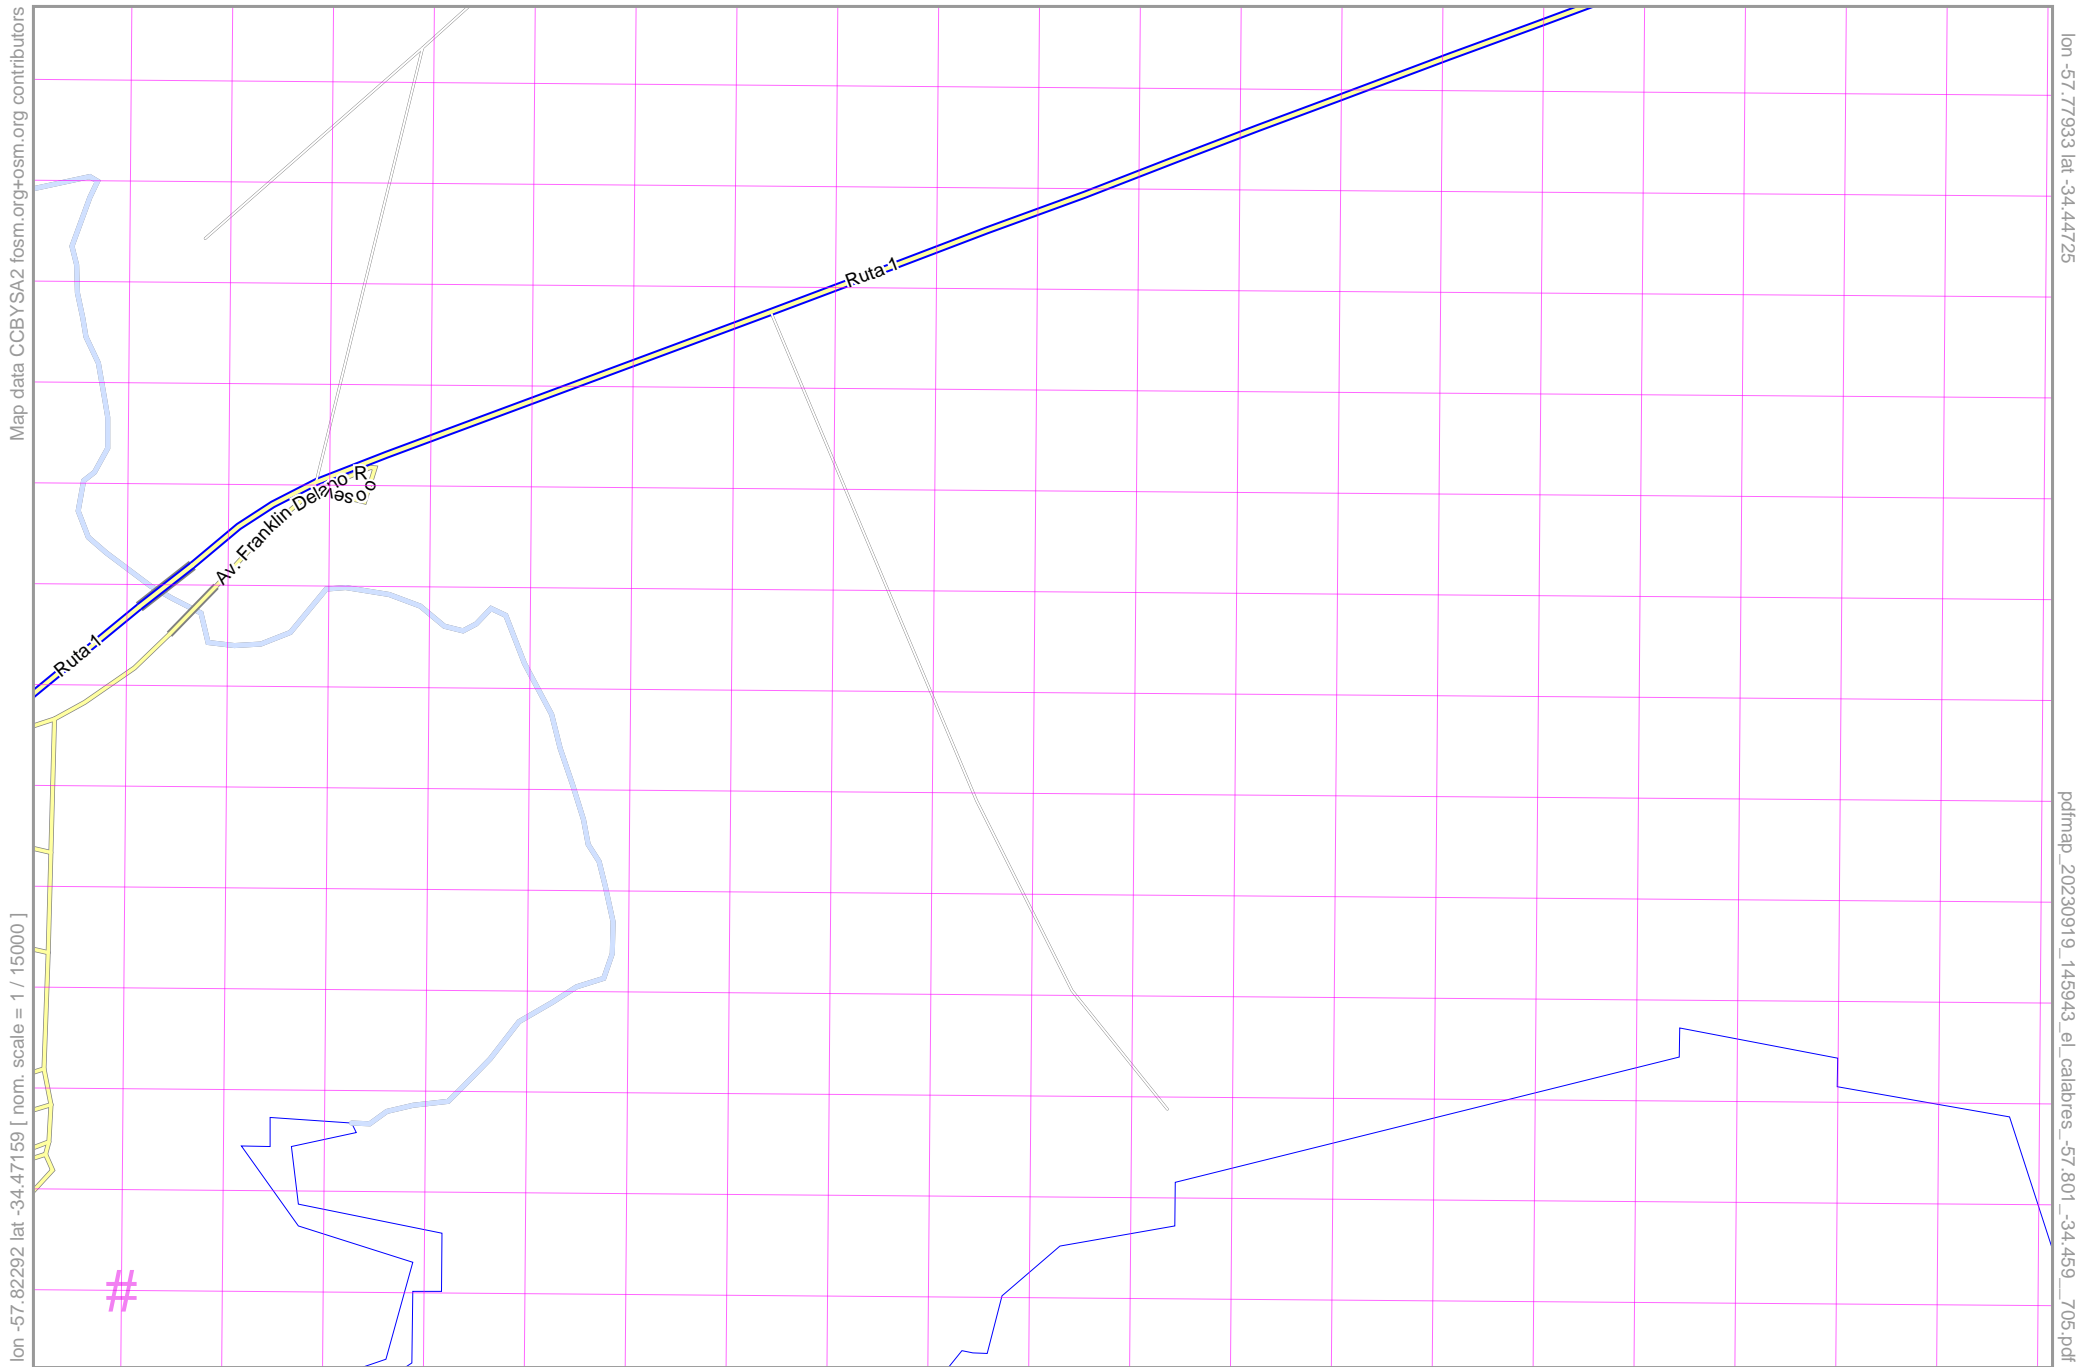 Map data CCBYSA2 fosm.org+osm.org contributors
lon -57.82292 lat -34.47159 [ nom. scale = 1 / 15000 ]
lon -57.77933 lat -34.44725
pdfmap_20230919_145943_el_calabres_-57.801_-34.459__705.pdf
Ruta 1
Av. Franklin Delano Roosevelt
Ruta 1
#